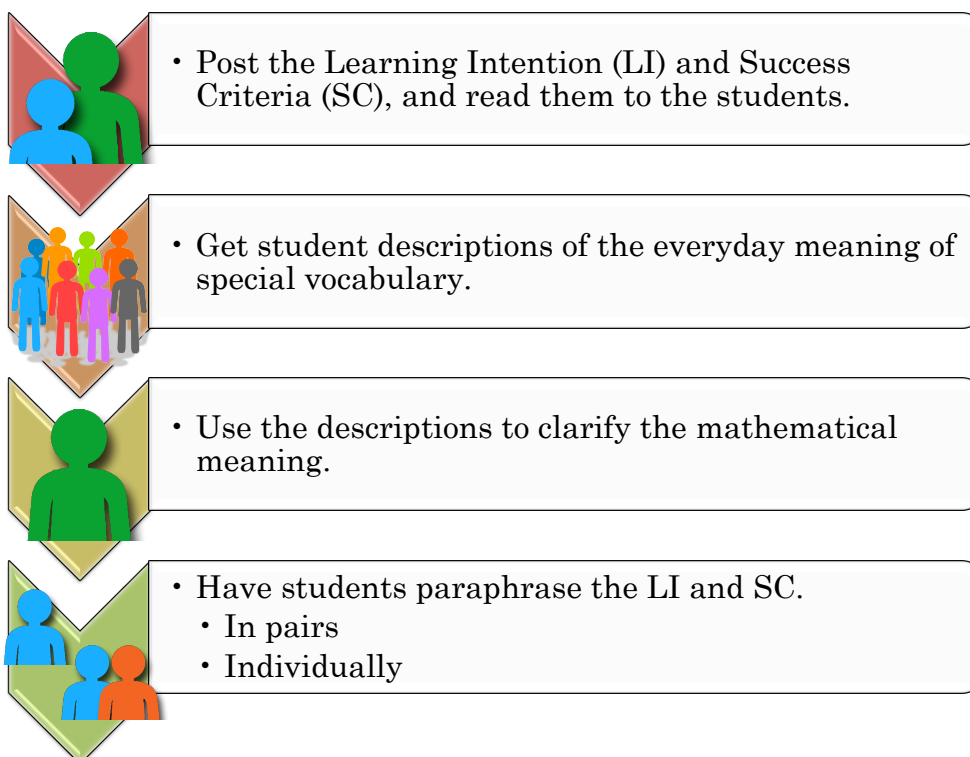 • Post the Learning Intention (LI) and Success
Criteria (SC), and read them to the students.
• Get student descriptions of the everyday meaning of
special vocabulary.
• Use the descriptions to clarify the mathematical
meaning.
• Have students paraphrase the LI and SC.
• In pairs
• Individually